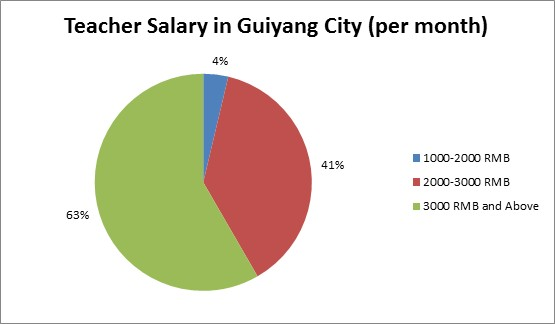 Teacher Salary in Guiyang City (per month)
4%
41%
63%
1000-2000 RMB
2000-3000 RMB
3000 RMB and Above